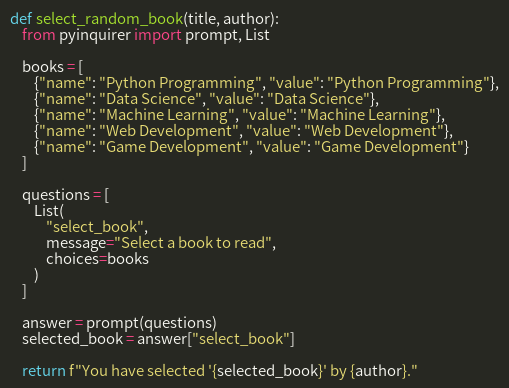 def select_random_book(title, author):
    from pyinquirer import prompt, List

    books = [
        {"name": "Python Programming", "value": "Python Programming"},
        {"name": "Data Science", "value": "Data Science"},
        {"name": "Machine Learning", "value": "Machine Learning"},
        {"name": "Web Development", "value": "Web Development"},
        {"name": "Game Development", "value": "Game Development"}
    ]

    questions = [
        List(
            "select_book",
            message="Select a book to read",
            choices=books
        )
    ]

    answer = prompt(questions)
    selected_book = answer["select_book"]

    return f"You have selected '{selected_book}' by {author}."